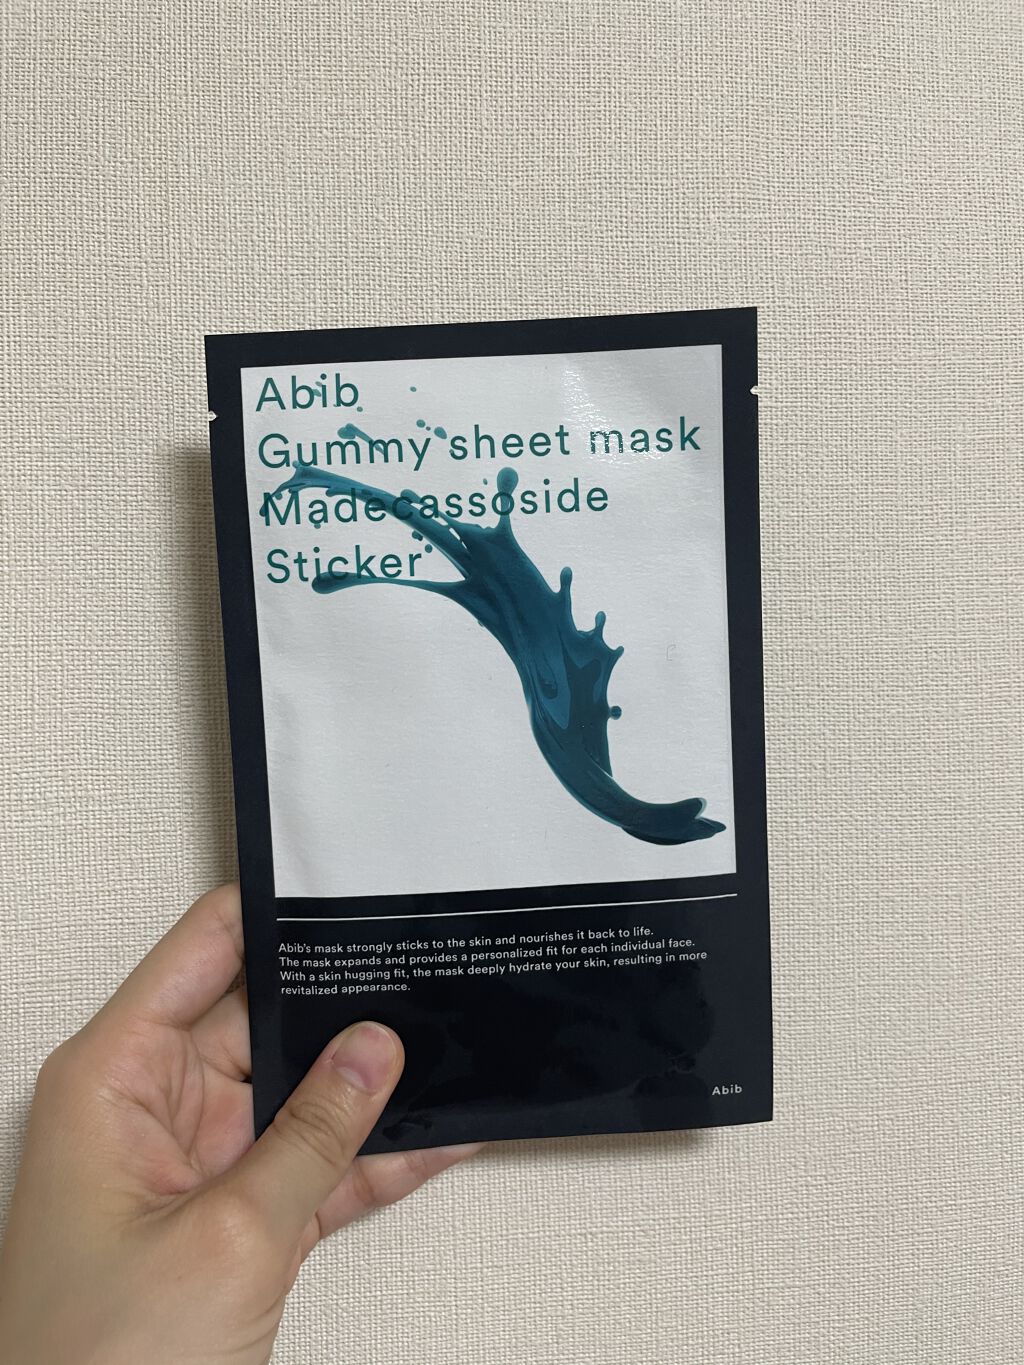 Abib
Gummy sheet mask
Madecassoside
Sticker
Abib's mask strongly sticks to the skin and nourishes it back to life.
The mask expands and provides a personalized fit for each individual face.
With a skin hugging fit, the mask deeply hydrate your skin, resulting in more
revitalized appearance.
Abib